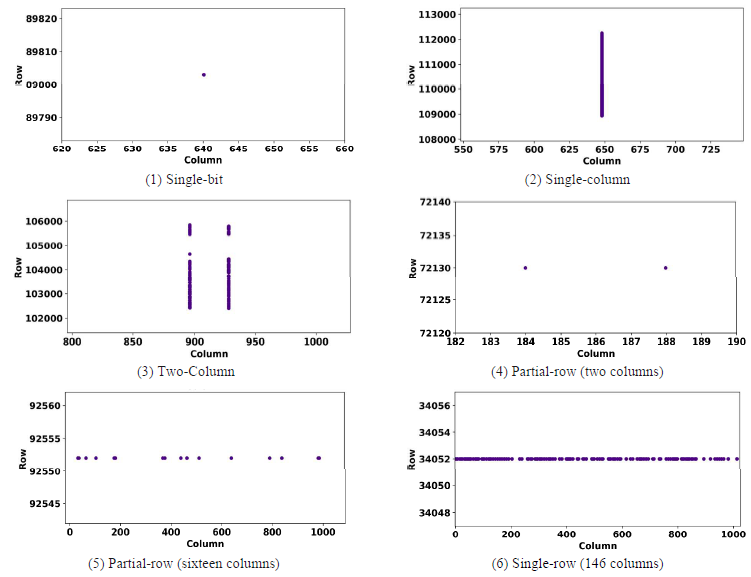 89820
89810
89800
89790
Row
620 625 630 635 640 645 650 655 660
Column
(1) Single-bit
113000
112000
111000
110000
109000
108000
Row
550 575 600 625 650 675 700 725
Column
(2) Single-column
106000
105000
104000
103000
102000
Row
800 850 900 950 1000
Column
(3) Two-Column
72140
72135
72130
72125
72120
Row
182 183 184 185 186 187 188 189 190
Column
(4) Partial-row (two columns)
92560
92555
92550
92545
Row
0 200 400 600 800 1000
Column
(5) Partial-row (sixteen columns)
34056
34054
34052
34050
34048
Row
0 200 400 600 800 1000
Column
(6) Single-row (146 columns)